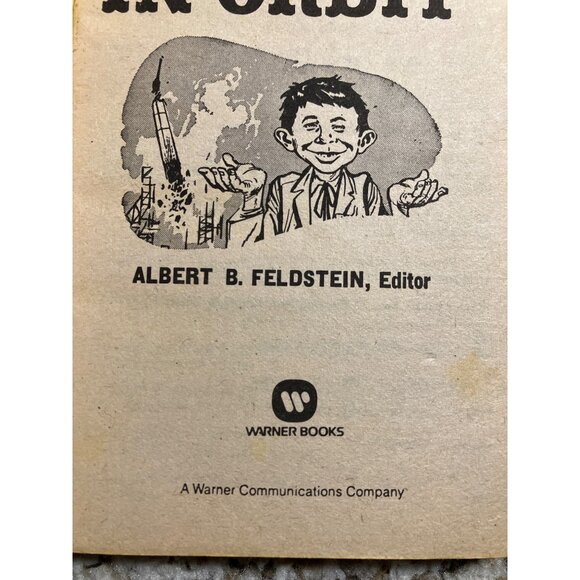 IN ORBIT
ALBERT B. FELDSTEIN, Editor
WARNER BOOKS
A Warner Communications Company